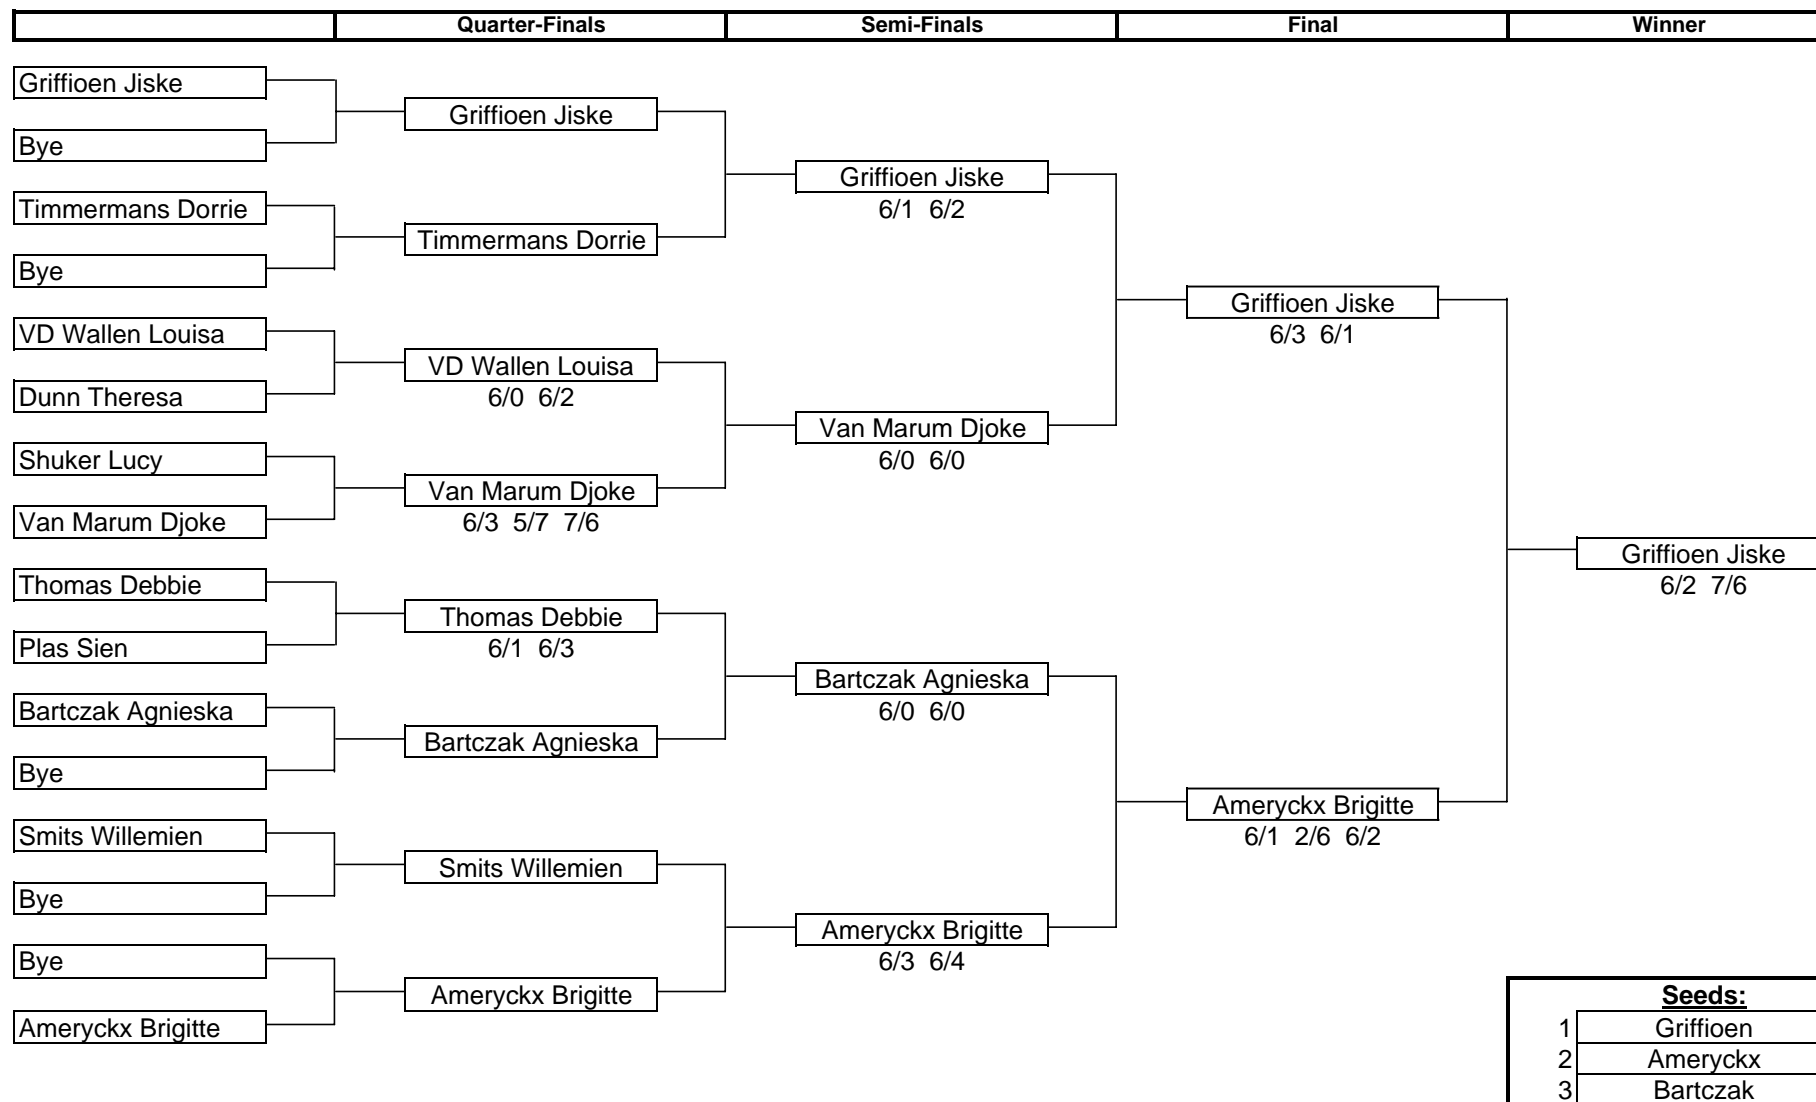 Quarter-Finals Semi-Finals Final Winner
Griffioen Jiske
Bye
Timmermans Dorrie
Bye
VD Wallen Louisa
Dunn Theresa
Shuker Lucy
Van Marum Djoke
Thomas Debbie
Plas Sien
Bartczak Agnieska
Bye
Smits Willemien
Bye
Bye
Ameryckx Brigitte
Griffioen Jiske
Timmermans Dorrie
VD Wallen Louisa
6/0 6/2
Van Marum Djoke
6/3 5/7 7/6
Thomas Debbie
6/1 6/3
Bartczak Agnieska
Smits Willemien
Ameryckx Brigitte
Griffioen Jiske
6/1 6/2
Van Marum Djoke
6/0 6/0
Bartczak Agnieska
6/0 6/0
Ameryckx Brigitte
6/3 6/4
Griffioen Jiske
6/3 6/1
Ameryckx Brigitte
6/1 2/6 6/2
Griffioen Jiske
6/2 7/6
Seeds:
1 Griffioen
2 Ameryckx
3 Bartczak